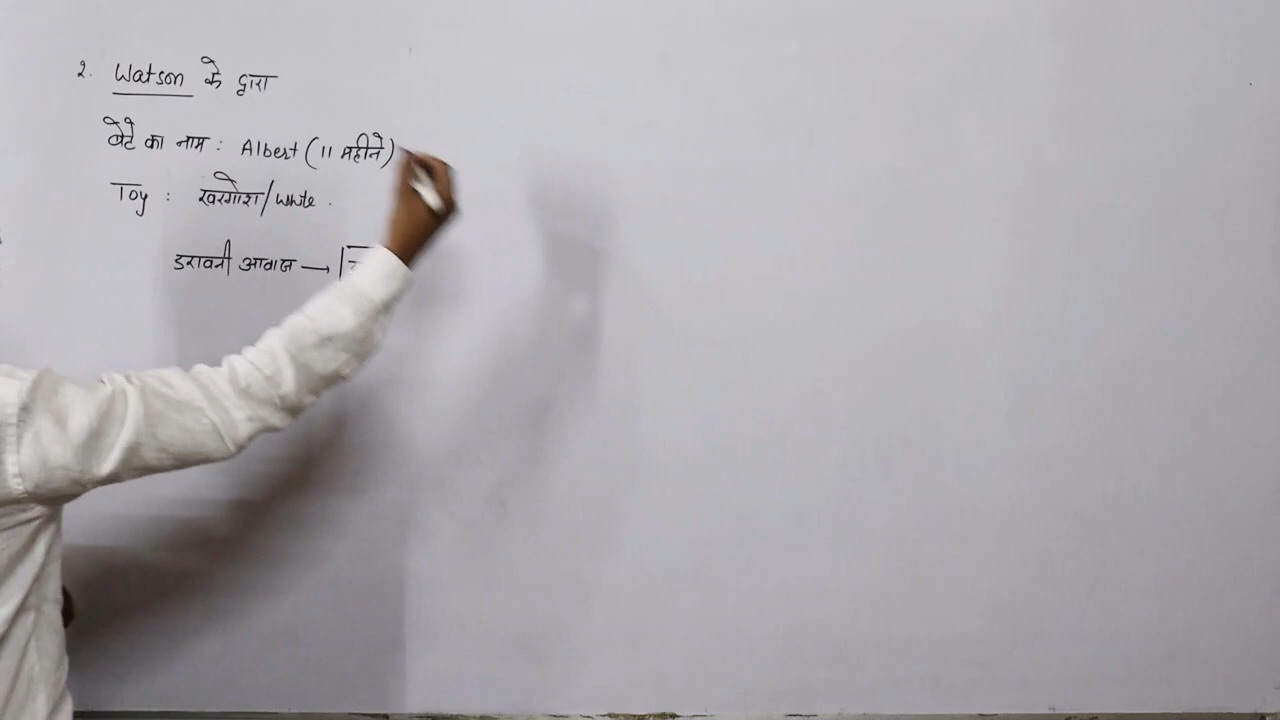 2. Watson के द्वारा
बेटे का नाम : Albert (11 महीने)
Toy : खरगोश/White.
डरावनी आवाज →